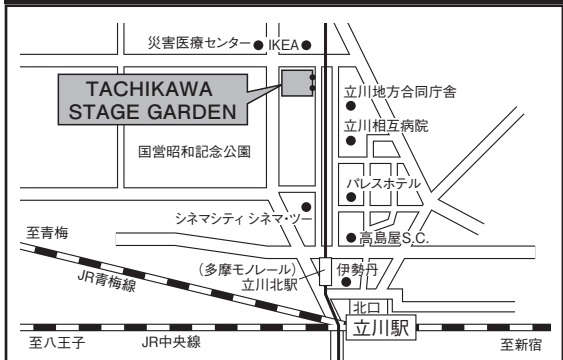 災害医療センター
IKEA
TACHIKAWA
STAGE GARDEN
立川地方合同庁舎
立川相互病院
国営昭和記念公園
パレスホテル
シネマシティ シネマ・ツー
至青梅
高島屋S.C.
(多摩モノレール)
立川北駅
伊勢丹
JR青梅線
北口
立川駅
至八王子
JR中央線
至新宿